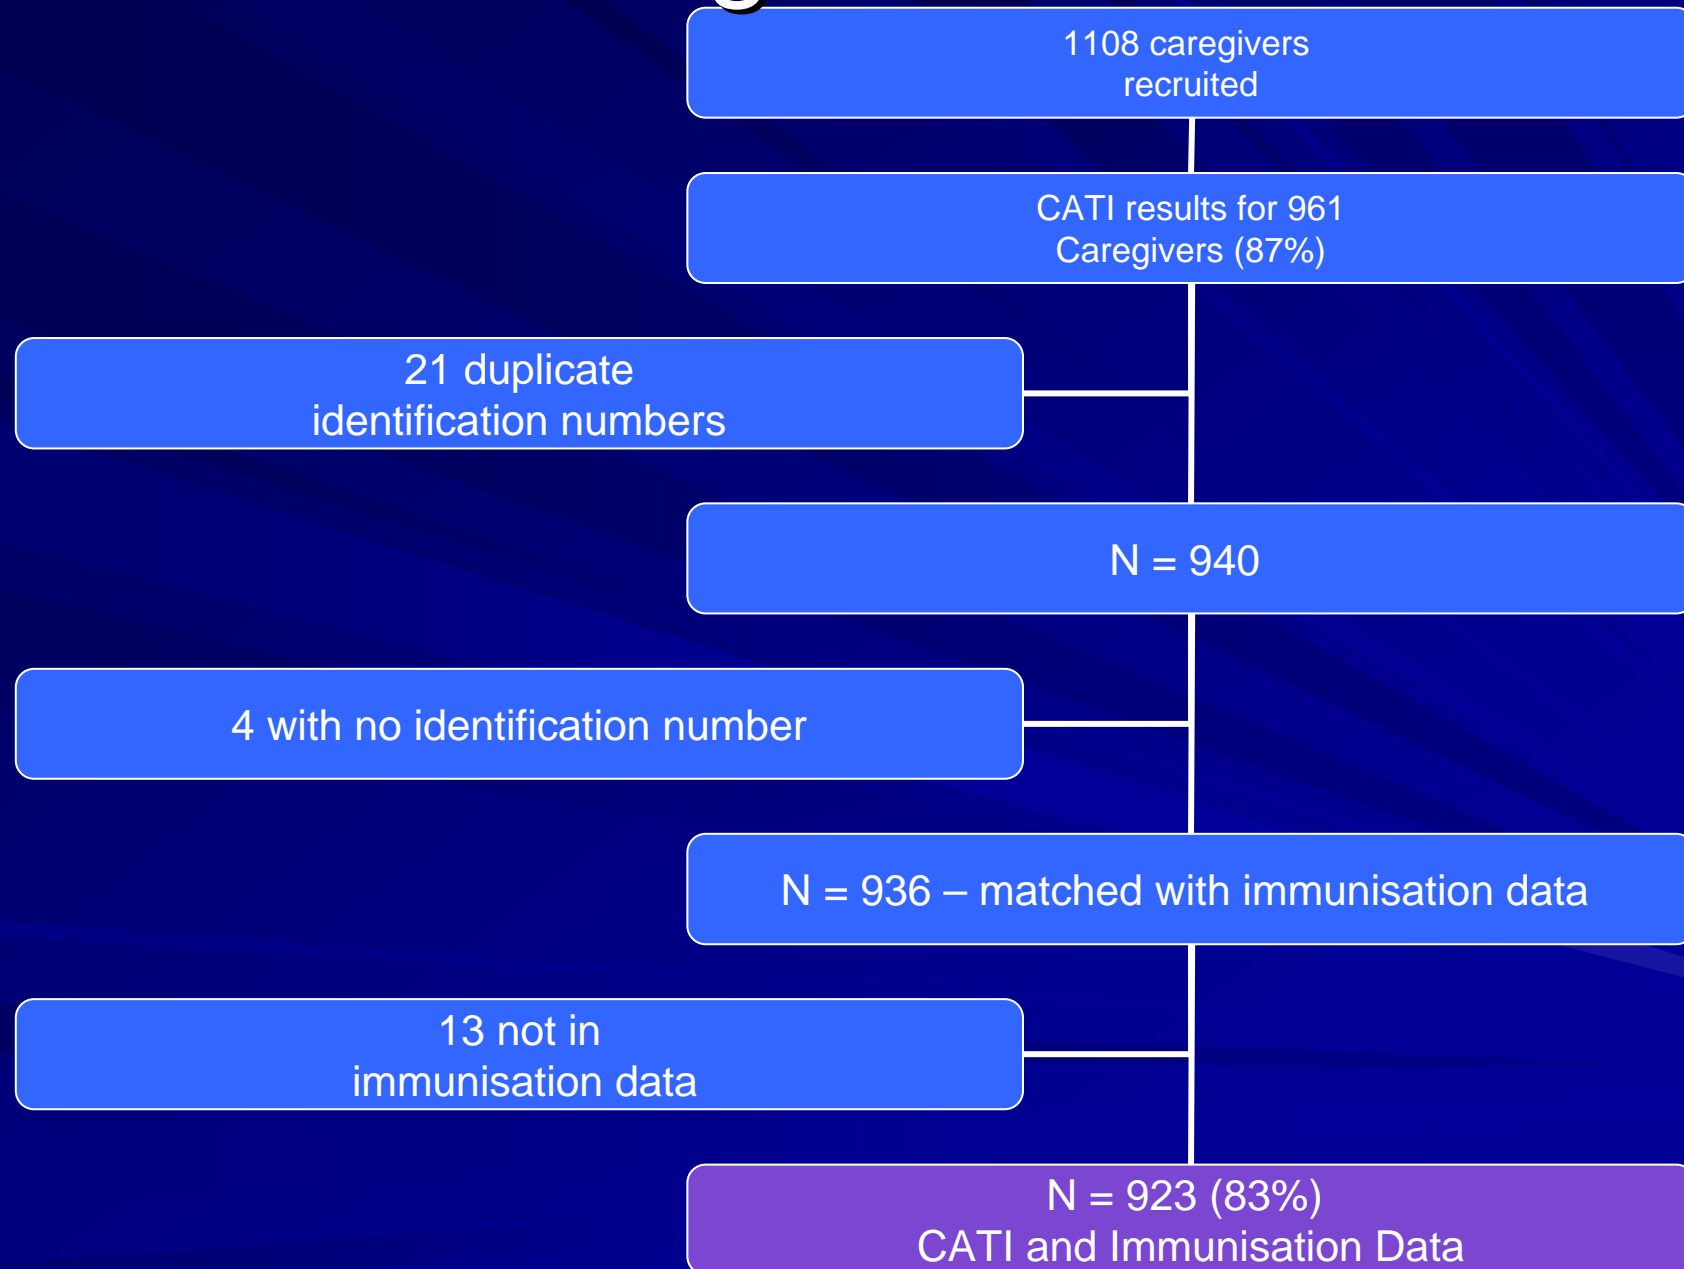 1108 caregivers
recruited
CATI results for 961
Caregivers (87%)
21 duplicate
identification numbers
N = 940
4 with no identification number
N = 936 – matched with immunisation data
13 not in
immunisation data
N = 923 (83%)
CATI and Immunisation Data